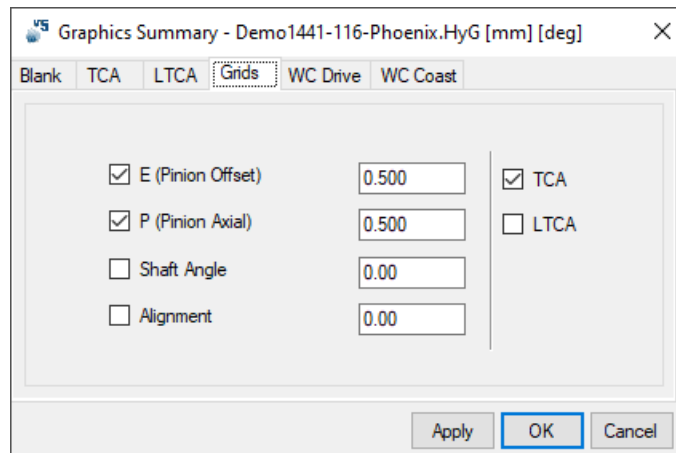 VS Graphics Summary - Demo1441-116-Phoenix.HyG [mm] [deg]
Blank TCA LTCA Grids WC Drive WC Coast
E (Pinion Offset) 0.500 TCA
P (Pinion Axial) 0.500 LTCA
Shaft Angle 0.00
Alignment 0.00
Apply OK Cancel